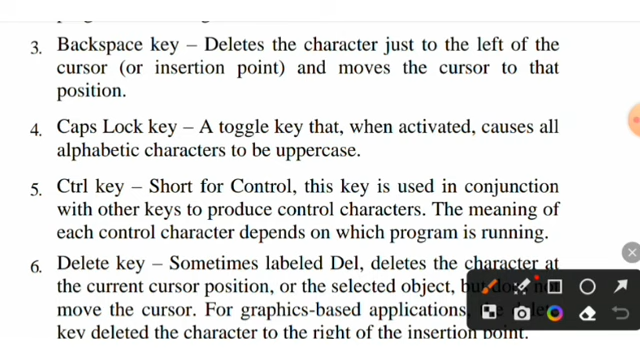 3. Backspace key – Deletes the character just to the left of the
cursor (or insertion point) and moves the cursor to that
position.
4. Caps Lock key – A toggle key that, when activated, causes all
alphabetic characters to be uppercase.
5. Ctrl key – Short for Control, this key is used in conjunction
with other keys to produce control characters. The meaning of
each control character depends on which program is running.
6. Delete key – Sometimes labeled Del, deletes the character at
the current cursor position, or the selected object, but does not
move the cursor. For graphics-based applications, the delete
key deleted the character to the right of the insertion point.